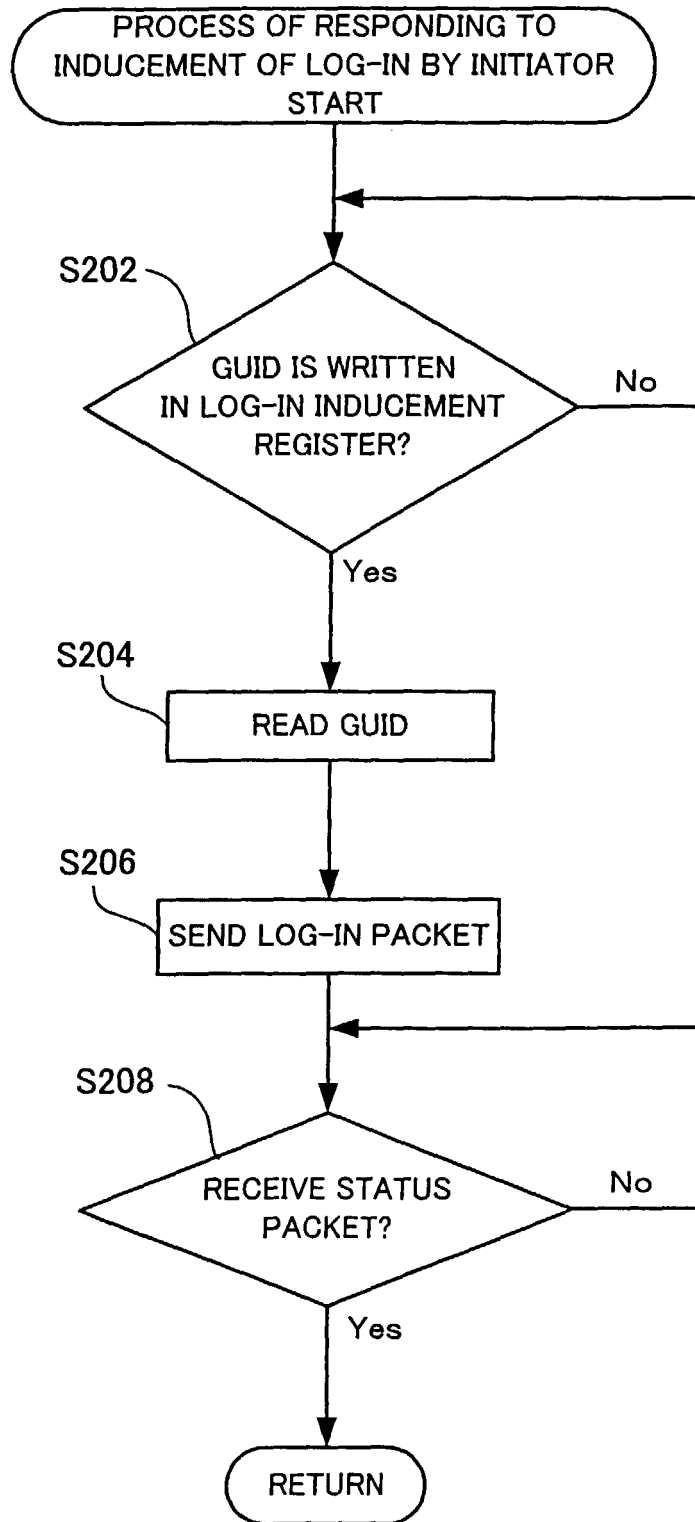 PROCESS OF RESPONDING TO
INDUCEMENT OF LOG-IN BY INITIATOR
START
S202
GUID IS WRITTEN
IN LOG-IN INDUCEMENT
REGISTER?
No
Yes
S204
READ GUID
S206
SEND LOG-IN PACKET
S208
RECEIVE STATUS
PACKET?
No
Yes
RETURN